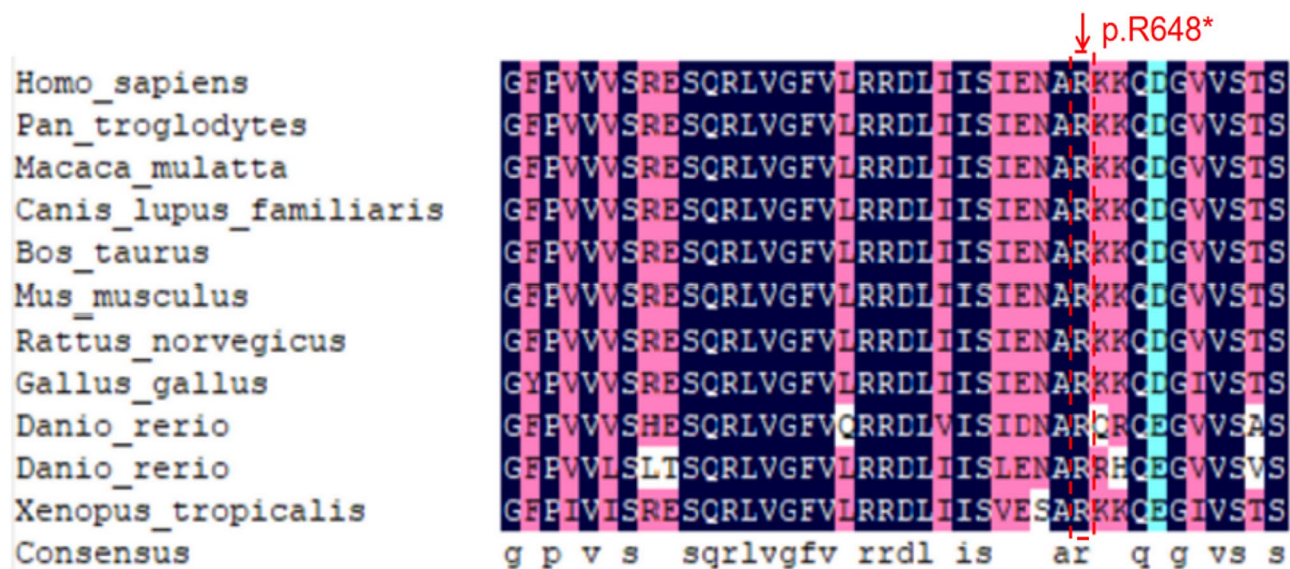 p.R648*
Homo_sapiens GFPVVVSRESQRLVGFVLRRDLIISIENARKKQDGVVSTS
Pan_troglodytes GFPVVVSRESQRLVGFVLRRDLIISIENARKKQDGVVSTS
Macaca_mulatta GFPVVVSRESQRLVGFVLRRDLIISIENARKKQDGVVSTS
Canis_lupus_familiaris GFPVVVSRESQRLVGFVLRRDLIISIENARKKQDGVVSTS
Bos_taurus GFPVVVSRESQRLVGFVLRRDLIISIENARKKQDGVVSTS
Mus_musculus GFPVVVSRESQRLVGFVLRRDLIISIENARKKQDGVVSTS
Rattus_norvegicus GFPVVVSRESQRLVGFVLRRDLIISIENARKKQDGVVSTS
Gallus_gallus GYPVVVSRESQRLVGFVLRRDLIISIENARKKQDGIVSTS
Danio_rerio GFPVVVSHESQRLVGFVQRRDLVISIDNARQRQEGVVSAS
Danio_rerio GFPVVLSLTSQRLVGFVLRRDLIISLENARRHQEGVVSVS
Xenopus_tropicalis GFPIVISRESQRLVGFVLRRDLIISVESARKKQEGIVSTS
Consensus g p v s sqrlvgfv rrdl is ar q g vs s